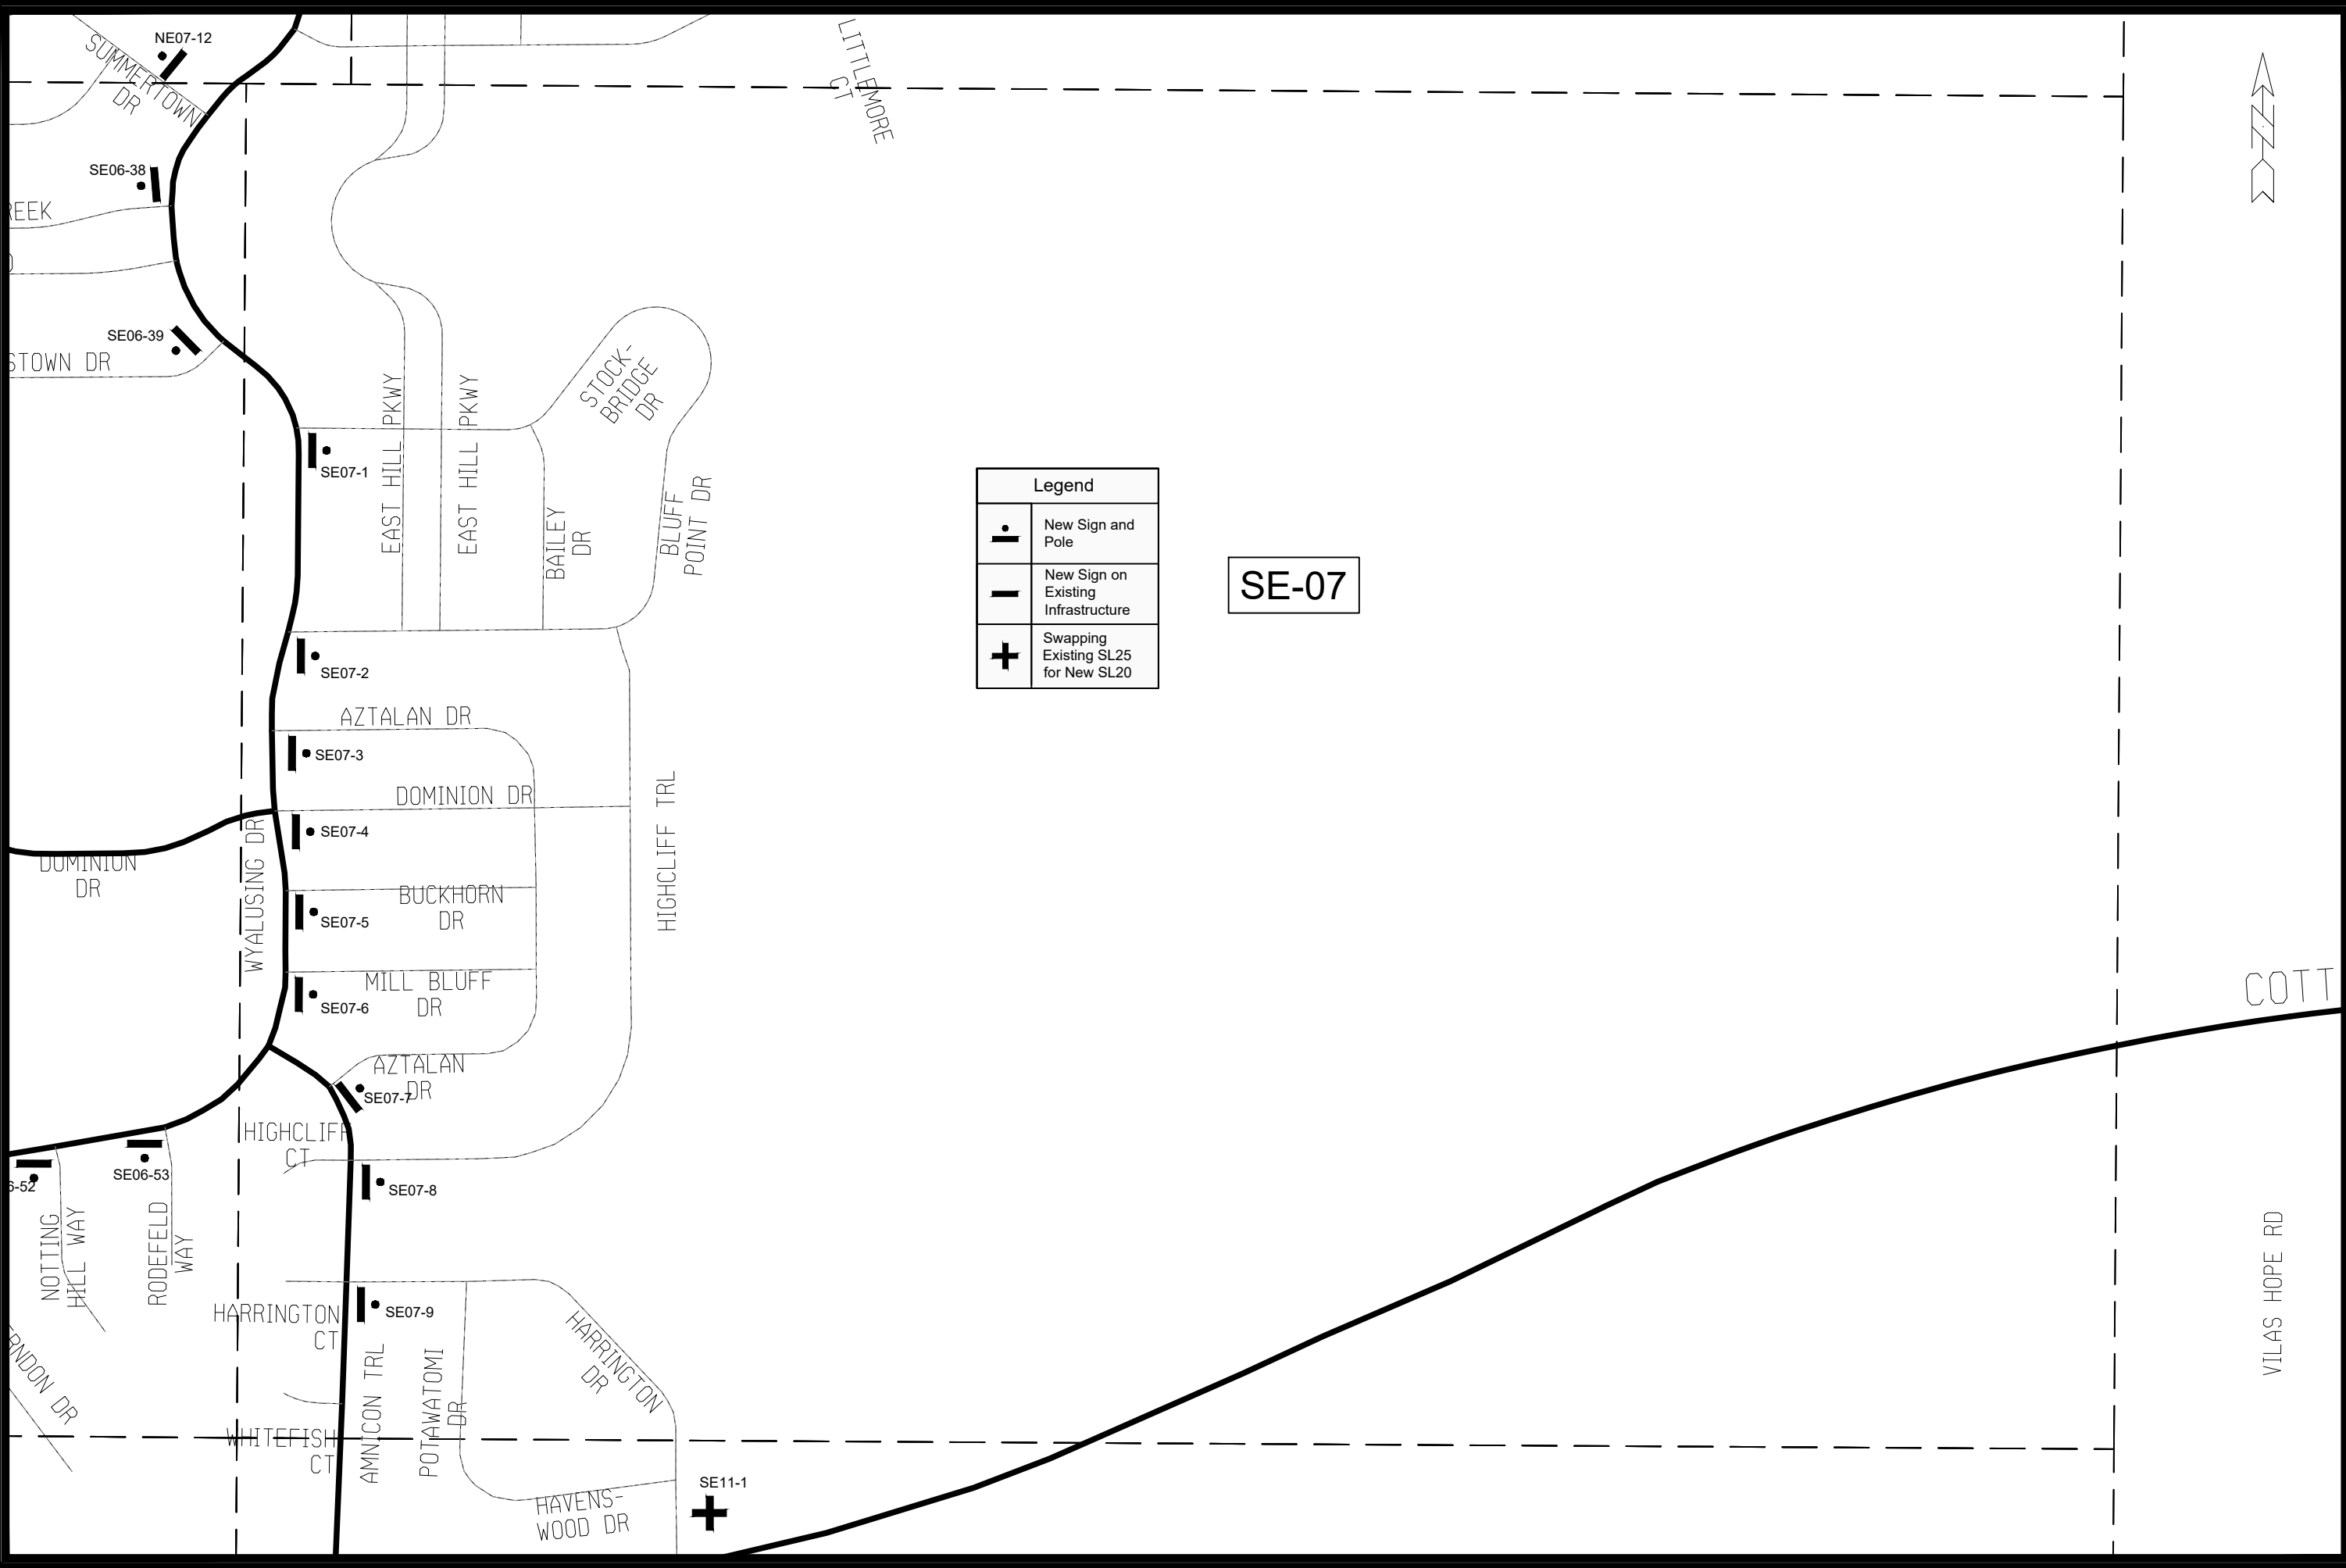 NE07-12
SUMMERTOWN
DR
LITTLEMORE
CT
N
SE06-38
REEK
D
SE06-39
STOWN DR
STOCK-
BRIDGE
DR
EAST HILL PKWY
EAST HILL PKWY
SE07-1
BAILEY
DR
BLUFF
POINT DR
Legend
New Sign and
Pole
New Sign on
Existing
Infrastructure
Swapping
Existing SL25
for New SL20
SE-07
SE07-2
AZTALAN DR
SE07-3
DOMINION DR
SE07-4
DOMINION
DR
WYALUSING DR
HIGHCLIFF TRL
BUCKHORN
DR
SE07-5
MILL BLUFF
DR
SE07-6
COTT
AZTALAN
DR
SE07-7
HIGHCLIFF
CT
SE06-53
6-52
SE07-8
NOTTING
HILL WAY
RODEFELD
WAY
VILAS HOPE RD
HARRINGTON
CT
SE07-9
HARRINGTON
DR
RNDON DR
AMNICON TRL
POTAWATOMI
DR
WHITEFISH
CT
SE11-1
HAVENS-
WOOD DR